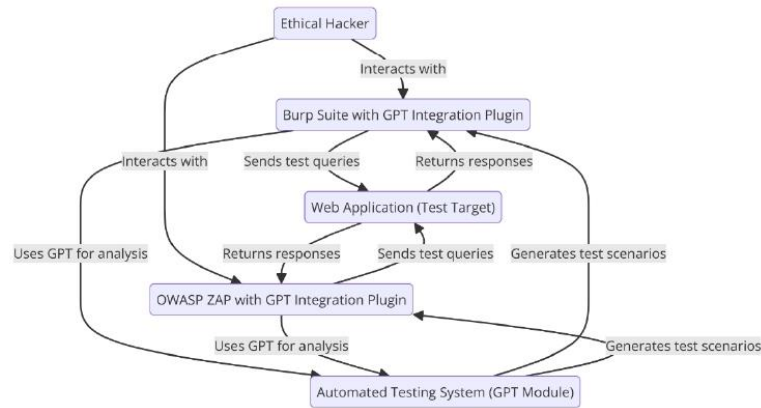 Ethical Hacker
Interacts with
Burp Suite with GPT Integration Plugin
Interacts with
Sends test queries
Returns responses
Web Application (Test Target)
Uses GPT for analysis
Returns responses
Sends test queries
Generates test scenarios
OWASP ZAP with GPT Integration Plugin
Uses GPT for analysis
Generates test scenarios
Automated Testing System (GPT Module)